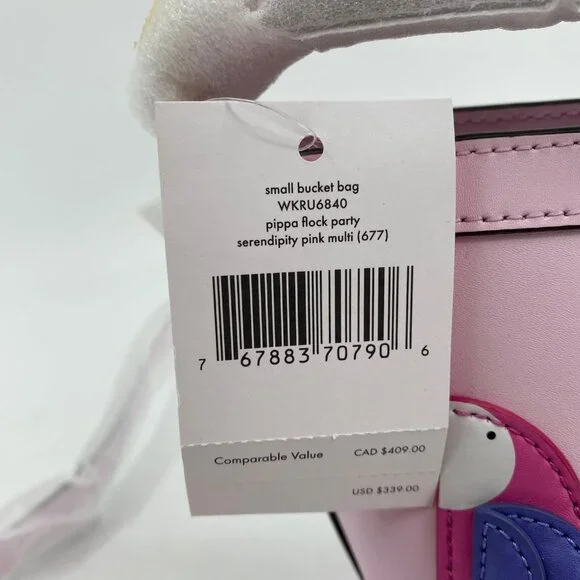 small bucket bag
WKRU6840
pippa flock party
serendipity pink multi (677)
7 67883 70790 6
Comparable Value CAD $409.00
USD $339.00